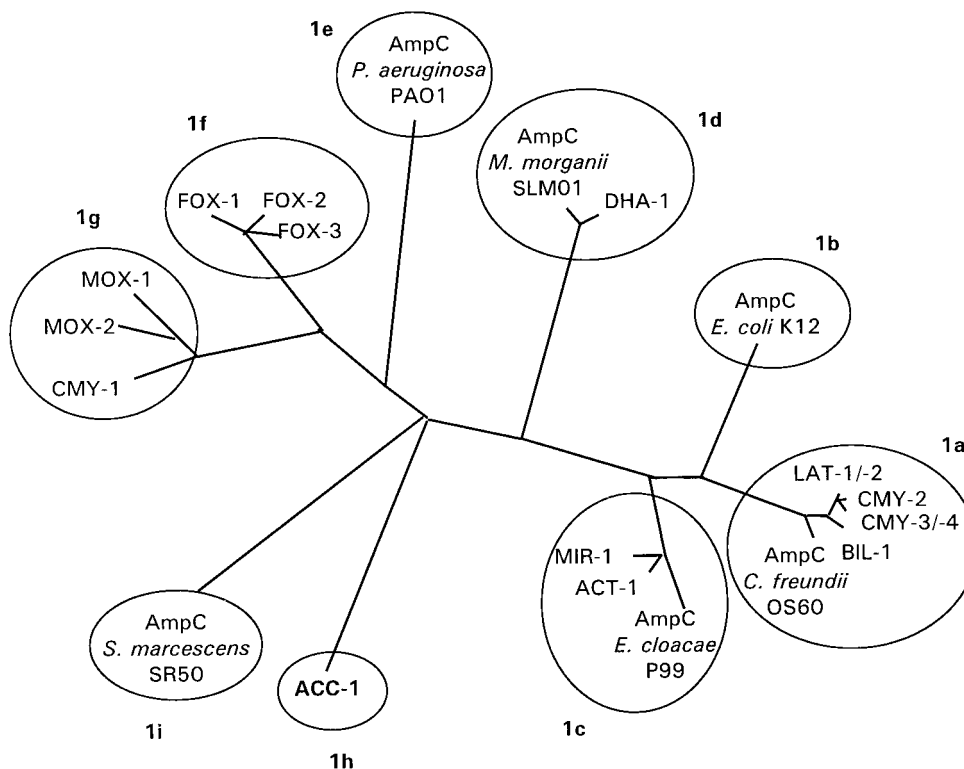 1e
AmpC
P. aeruginosa
PAO1
1f
FOX-1
FOX-2
FOX-3
1d
AmpC
M. morganii
SLM01
DHA-1
1g
MOX-1
MOX-2
CMY-1
1b
AmpC
E. coli K12
1a
LAT-1/-2
CMY-2
CMY-3/-4
BIL-1
AmpC
C. freundii
OS60
MIR-1
ACT-1
AmpC
E. cloacae
P99
1c
AmpC
S. marcescens
SR50
1i
ACC-1
1h